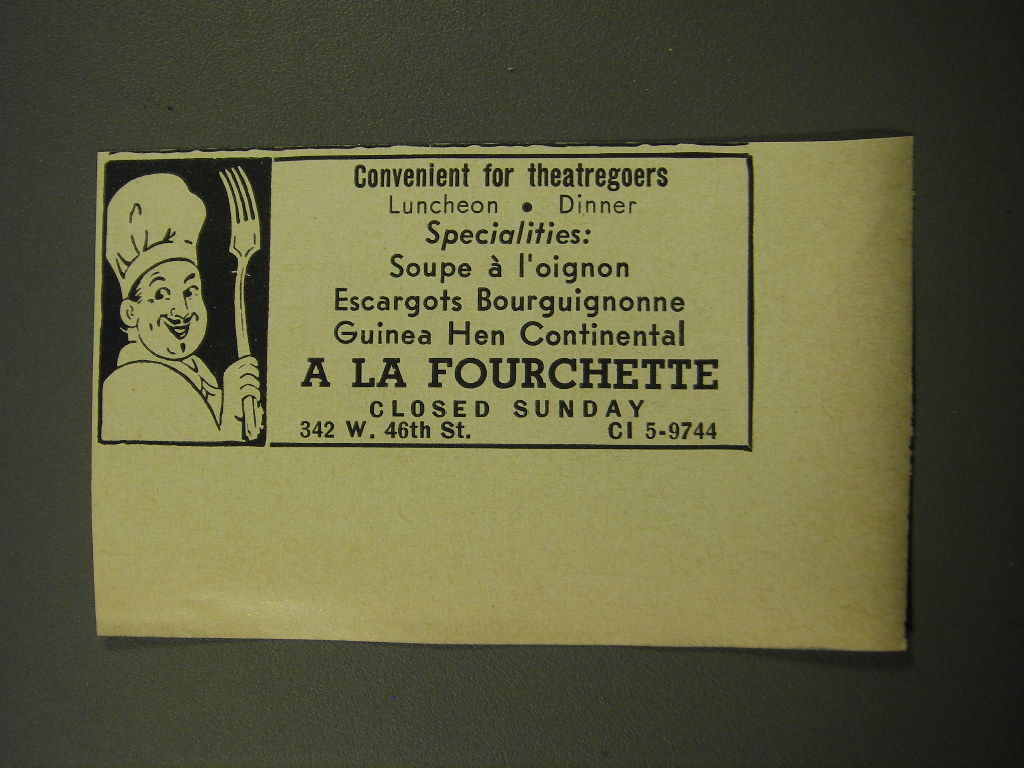 Convenient for theatregoers
Luncheon • Dinner
Specialities:
Soupe à l'oignon
Escargots Bourguignonne
Guinea Hen Continental
A LA FOURCHETTE
CLOSED SUNDAY
342 W. 46th St. CI 5-9744